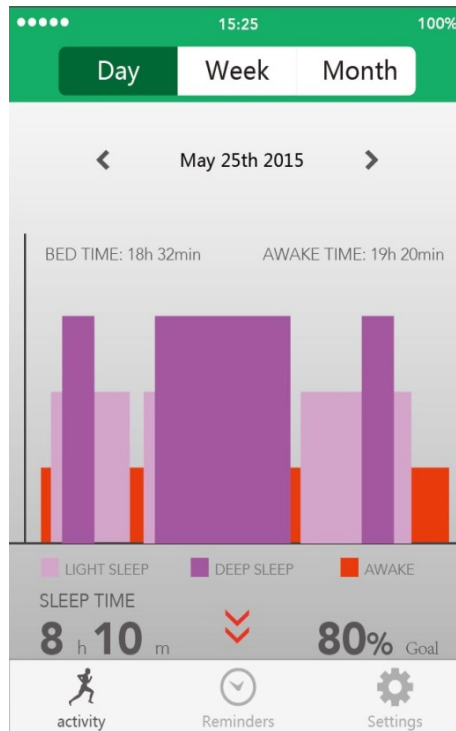 15:25 100%
Day Week Month
May 25th 2015
BED TIME: 18h 32min AWAKE TIME: 19h 20min
LIGHT SLEEP DEEP SLEEP AWAKE
SLEEP TIME
8 h 10 m 80% Goal
activity Reminders Settings